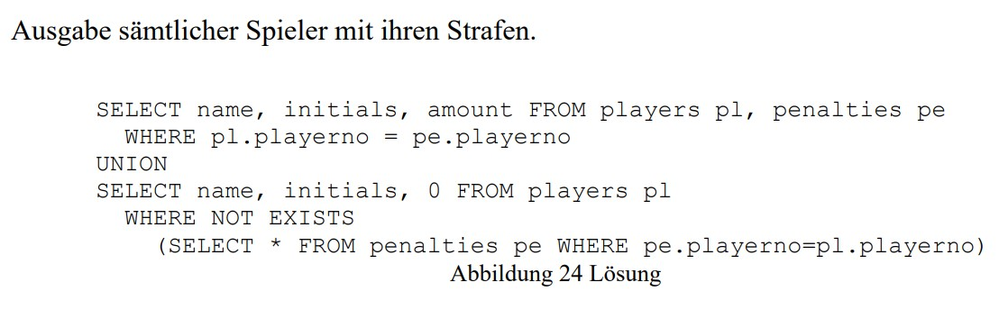 Ausgabe sämtlicher Spieler mit ihren Strafen.
SELECT name, initials, amount FROM players pl, penalties pe
WHERE pl.playerno = pe.playerno
UNION
SELECT name, initials, 0 FROM players pl
WHERE NOT EXISTS
(SELECT * FROM penalties pe WHERE pe.playerno=pl.playerno)
Abbildung 24 Lösung